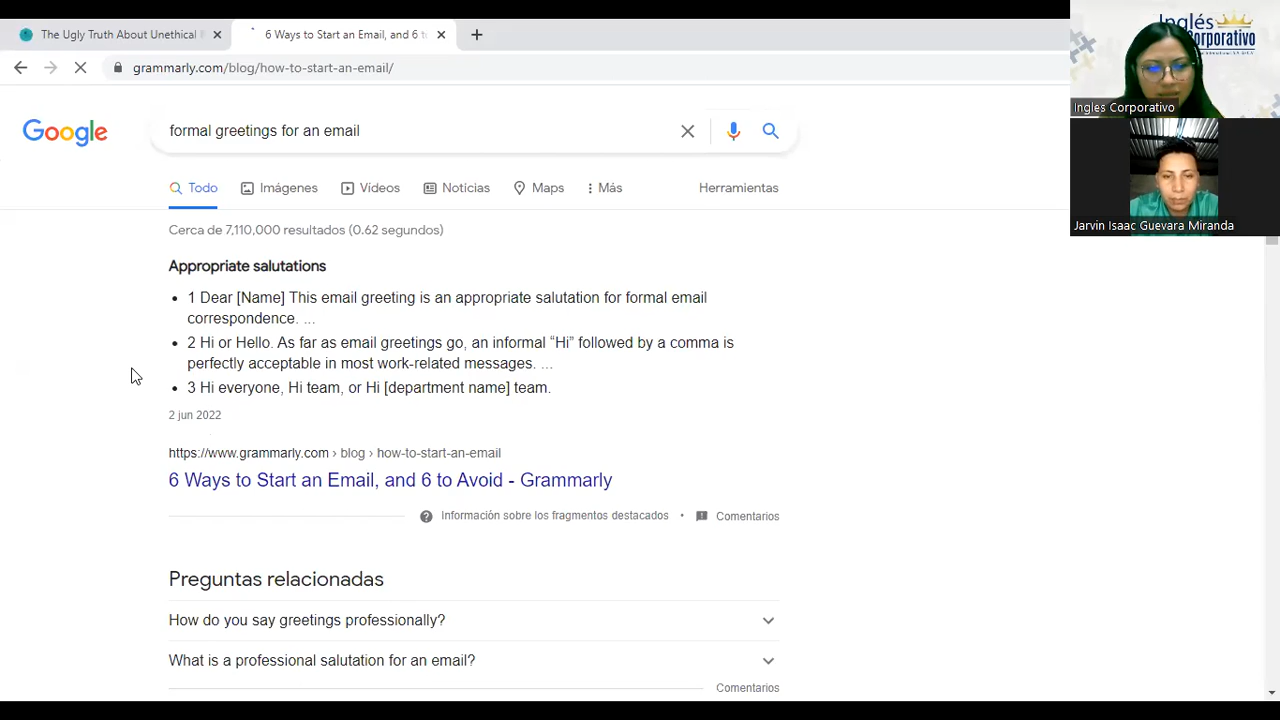 The Ugly Truth About Unethical
6 Ways to Start an Email, and 6 to
grammarly.com/blog/how-to-start-an-email/
Inglés
Corporativo
Ingles Corporativo
Jarvin Isaac Guevara Miranda
Google
formal greetings for an email
Todo Imágenes Vídeos Noticias Maps Más Herramientas
Cerca de 7,110,000 resultados (0.62 segundos)
Appropriate salutations
1 Dear [Name] This email greeting is an appropriate salutation for formal email
correspondence. ...
2 Hi or Hello. As far as email greetings go, an informal “Hi” followed by a comma is
perfectly acceptable in most work-related messages. ...
3 Hi everyone, Hi team, or Hi [department name] team.
2 jun 2022
https://www.grammarly.com › blog › how-to-start-an-email
6 Ways to Start an Email, and 6 to Avoid - Grammarly
Información sobre los fragmentos destacados • Comentarios
Preguntas relacionadas
How do you say greetings professionally?
What is a professional salutation for an email?
Comentarios